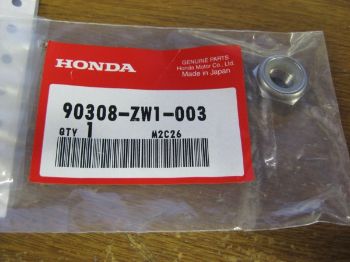 HONDA
GENUINE PARTS
Honda Motor Co., Ltd.
Made in Japan
90308-ZW1-003
QTY 1
M2C26